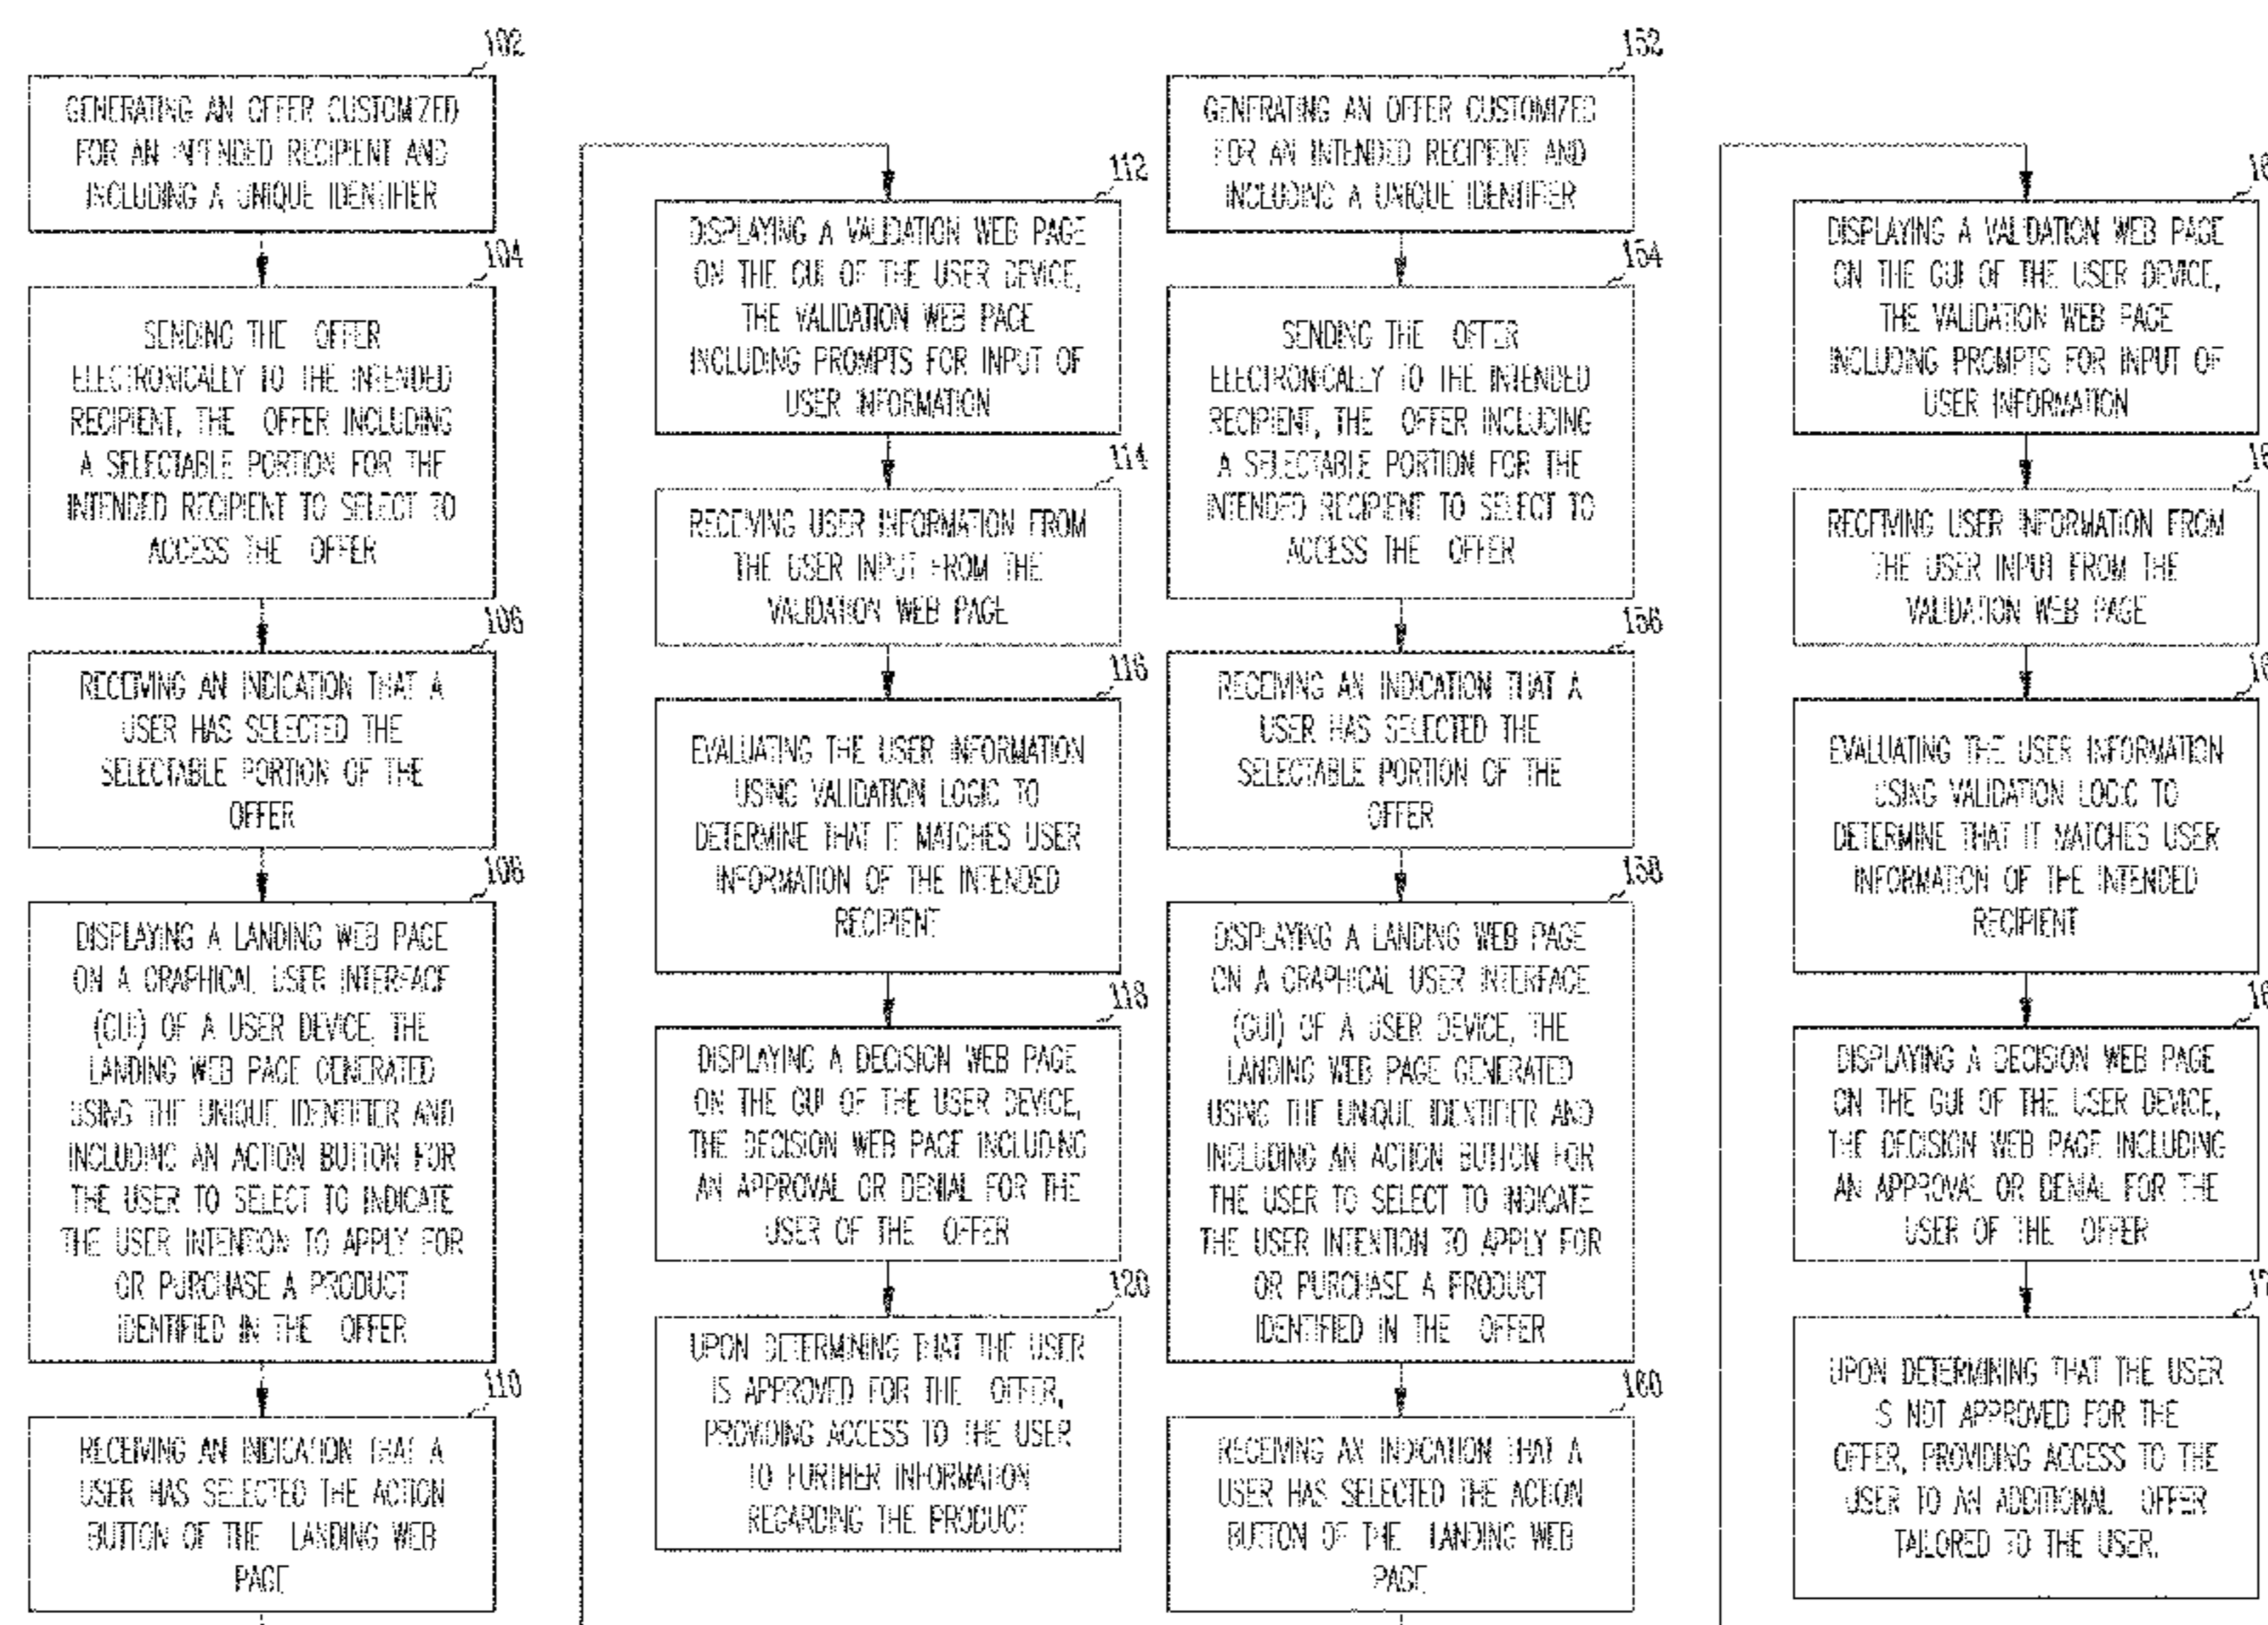 102
GENERATING AN OFFER CUSTOMIZED
FOR AN INTENDED RECIPIENT AND
INCLUDING A UNIQUE IDENTIFIER
104
SENDING THE OFFER
ELECTRONICALLY TO THE INTENDED
RECIPIENT, THE OFFER INCLUDING
A SELECTABLE PORTION FOR THE
INTENDED RECIPIENT TO SELECT TO
ACCESS THE OFFER
106
RECEIVING AN INDICATION THAT A
USER HAS SELECTED THE
SELECTABLE PORTION OF THE
OFFER
108
DISPLAYING A LANDING WEB PAGE
ON A GRAPHICAL USER INTERFACE
(GUI) OF A USER DEVICE, THE
LANDING WEB PAGE GENERATED
USING THE UNIQUE IDENTIFIER AND
INCLUDING AN ACTION BUTTON FOR
THE USER TO SELECT TO INDICATE
THE USER INTENTION TO APPLY FOR
OR PURCHASE A PRODUCT
IDENTIFIED IN THE OFFER
110
RECEIVING AN INDICATION THAT A
USER HAS SELECTED THE ACTION
BUTTON OF THE LANDING WEB
PAGE
112
DISPLAYING A VALIDATION WEB PAGE
ON THE GUI OF THE USER DEVICE,
THE VALIDATION WEB PAGE
INCLUDING PROMPTS FOR INPUT OF
USER INFORMATION
114
RECEIVING USER INFORMATION FROM
THE USER INPUT FROM THE
VALIDATION WEB PAGE
116
EVALUATING THE USER INFORMATION
USING VALIDATION LOGIC TO
DETERMINE THAT IT MATCHES USER
INFORMATION OF THE INTENDED
RECIPIENT
118
DISPLAYING A DECISION WEB PAGE
ON THE GUI OF THE USER DEVICE,
THE DECISION WEB PAGE INCLUDING
AN APPROVAL OR DENIAL FOR THE
USER OF THE OFFER
120
UPON DETERMINING THAT THE USER
IS APPROVED FOR THE OFFER,
PROVIDING ACCESS TO THE USER
TO FURTHER INFORMATION
REGARDING THE PRODUCT
152
GENERATING AN OFFER CUSTOMIZED
FOR AN INTENDED RECIPIENT AND
INCLUDING A UNIQUE IDENTIFIER
154
SENDING THE OFFER
ELECTRONICALLY TO THE INTENDED
RECIPIENT, THE OFFER INCLUDING
A SELECTABLE PORTION FOR THE
INTENDED RECIPIENT TO SELECT TO
ACCESS THE OFFER
156
RECEIVING AN INDICATION THAT A
USER HAS SELECTED THE
SELECTABLE PORTION OF THE
OFFER
158
DISPLAYING A LANDING WEB PAGE
ON A GRAPHICAL USER INTERFACE
(GUI) OF A USER DEVICE, THE
LANDING WEB PAGE GENERATED
USING THE UNIQUE IDENTIFIER AND
INCLUDING AN ACTION BUTTON FOR
THE USER TO SELECT TO INDICATE
THE USER INTENTION TO APPLY FOR
OR PURCHASE A PRODUCT
IDENTIFIED IN THE OFFER
160
RECEIVING AN INDICATION THAT A
USER HAS SELECTED THE ACTION
BUTTON OF THE LANDING WEB
PAGE
DISPLAYING A VALIDATION WEB PAGE
ON THE GUI OF THE USER DEVICE,
THE VALIDATION WEB PAGE
INCLUDING PROMPTS FOR INPUT OF
USER INFORMATION
RECEIVING USER INFORMATION FROM
THE USER INPUT FROM THE
VALIDATION WEB PAGE
EVALUATING THE USER INFORMATION
USING VALIDATION LOGIC TO
DETERMINE THAT IT MATCHES USER
INFORMATION OF THE INTENDED
RECIPIENT
DISPLAYING A DECISION WEB PAGE
ON THE GUI OF THE USER DEVICE,
THE DECISION WEB PAGE INCLUDING
AN APPROVAL OR DENIAL FOR THE
USER OF THE OFFER
UPON DETERMINING THAT THE USER
IS NOT APPROVED FOR THE
OFFER, PROVIDING ACCESS TO THE
USER TO AN ADDITIONAL OFFER
TAILORED TO THE USER.